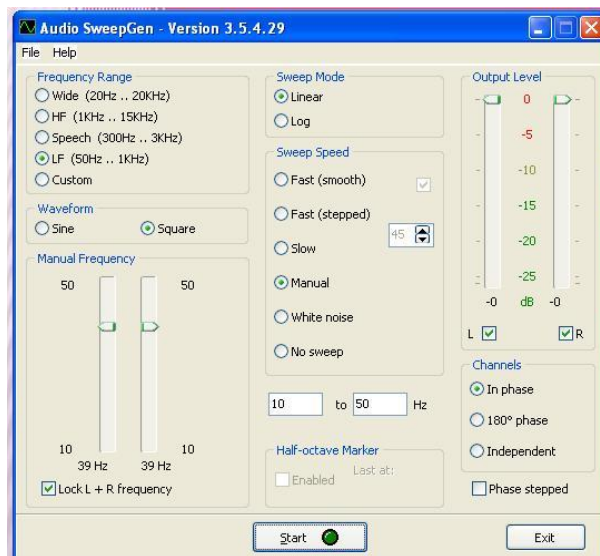 Audio SweepGen - Version 3.5.4.29
File Help
Frequency Range
Wide (20Hz .. 20KHz)
HF (1KHz .. 15KHz)
Speech (300Hz .. 3KHz)
LF (50Hz .. 1KHz)
Custom
Waveform
Sine Square
Manual Frequency
50 50
10 10
39 Hz 39 Hz
Lock L + R frequency
Sweep Mode
Linear
Log
Sweep Speed
Fast (smooth)
Fast (stepped)
45
Slow
Manual
White noise
No sweep
10 to 50 Hz
Half-octave Marker
Enabled Last at:
Output Level
0
-5
-10
-15
-20
-25
-0 dB -0
L R
Channels
In phase
180° phase
Independent
Phase stepped
Start Exit